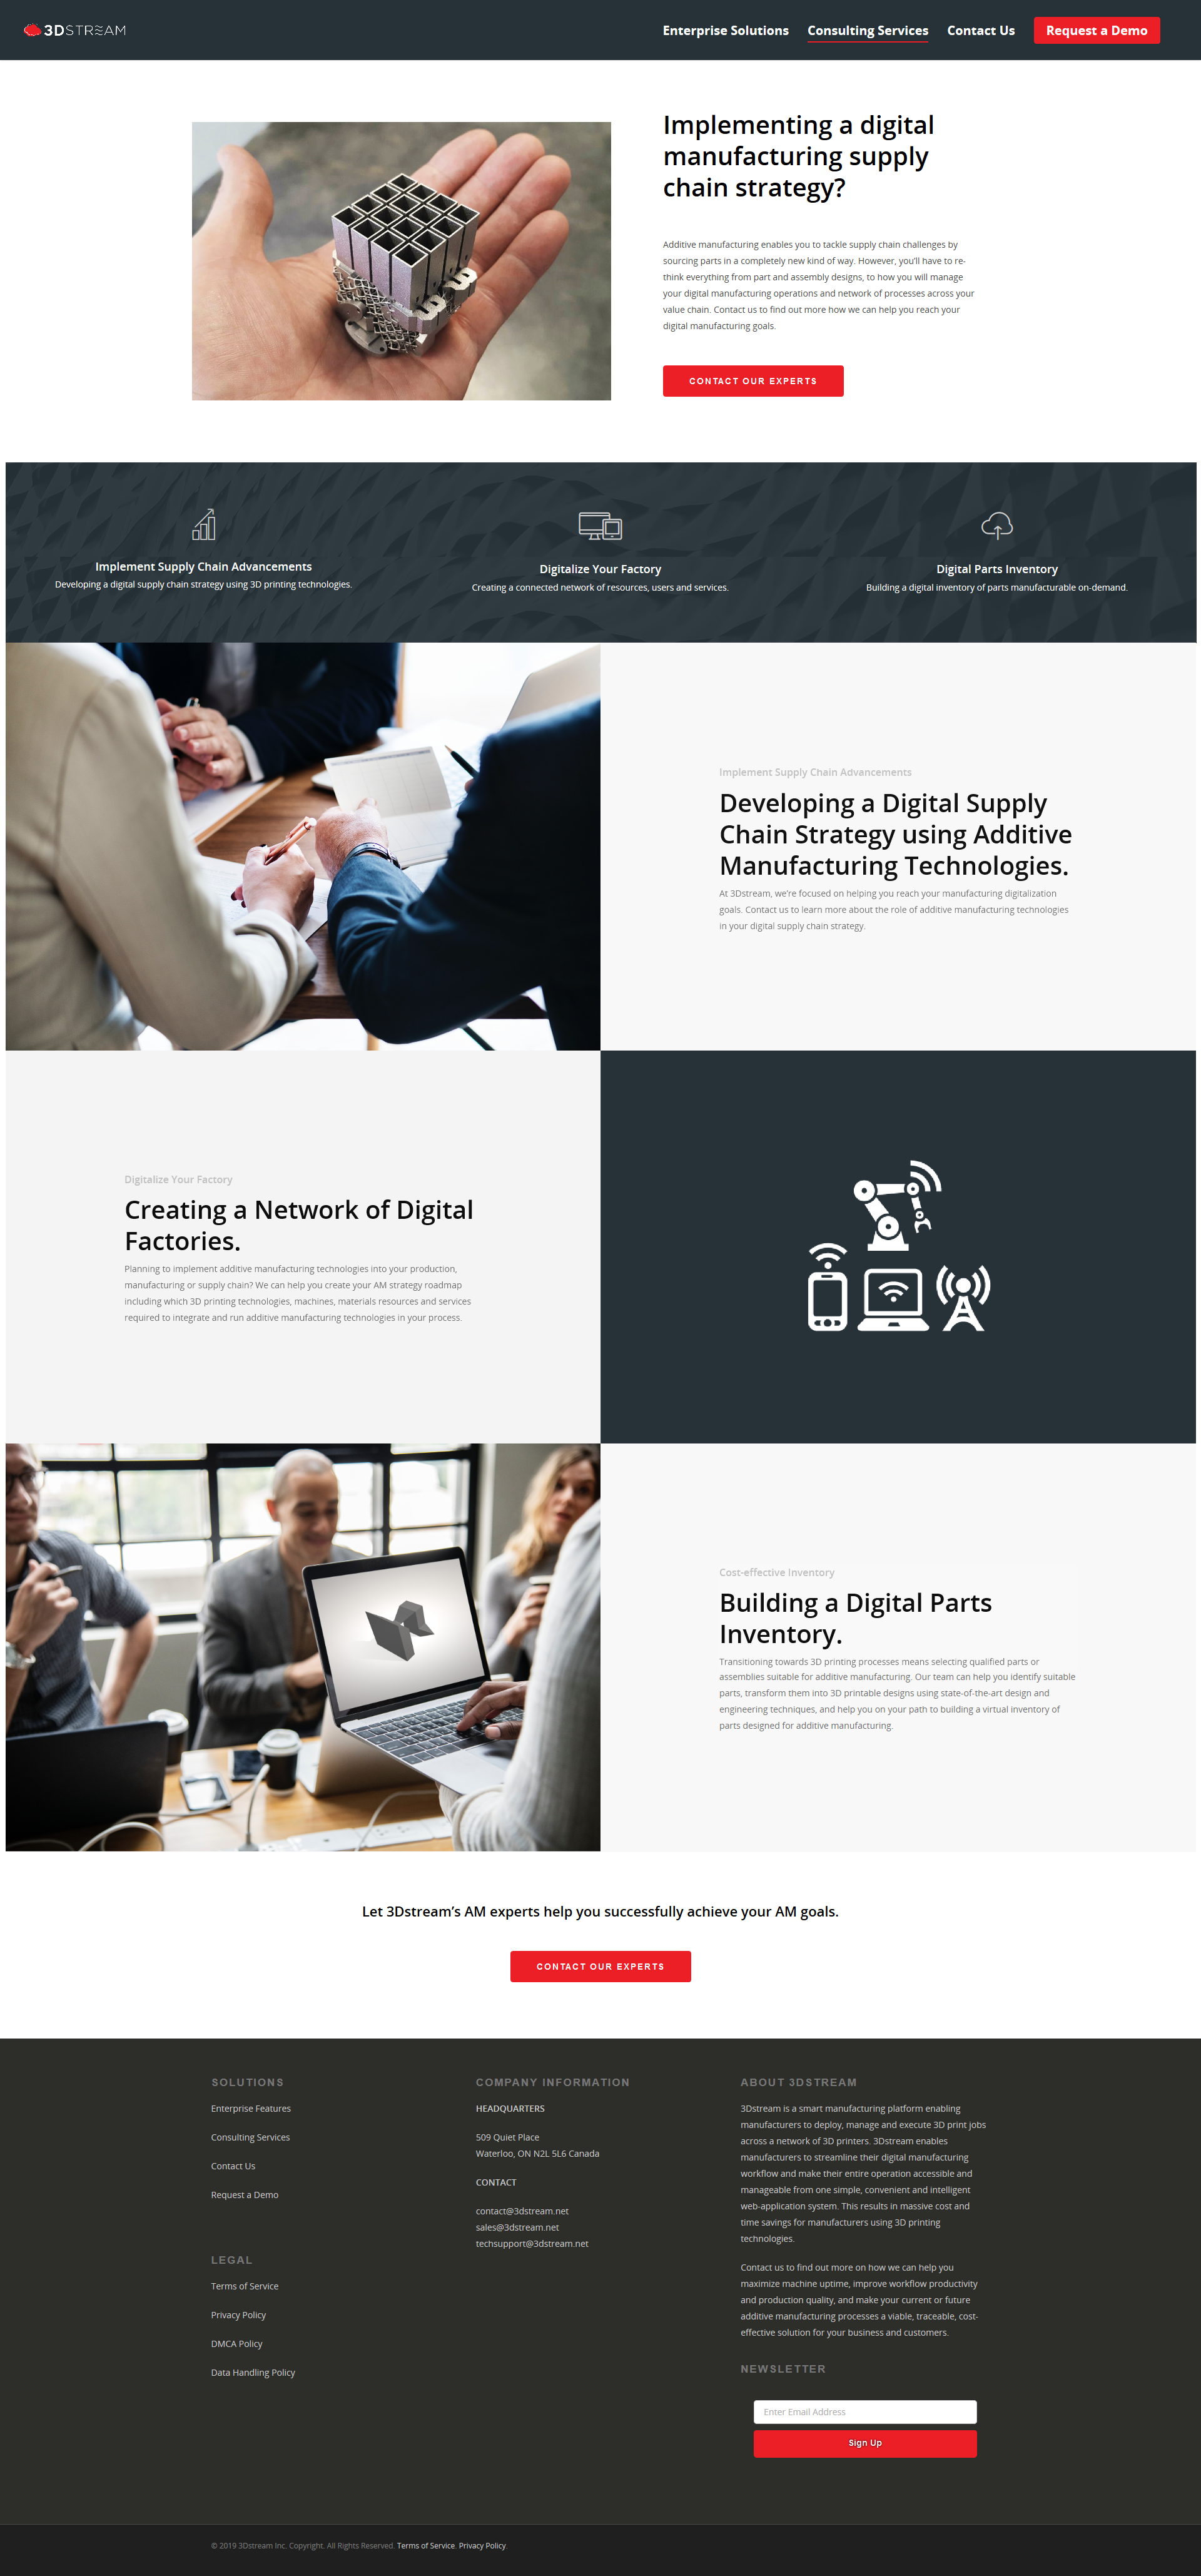 3DSTREAM
Enterprise Solutions
Consulting Services
Contact Us
Request a Demo
Implementing a digital
manufacturing supply
chain strategy?
Additive manufacturing enables you to tackle supply chain challenges by
sourcing parts in a completely new kind of way. However, you'll have to re-
think everything from part and assembly designs, to how you will manage
your digital manufacturing operations and network of processes across your
value chain. Contact us to find out more how we can help you reach your
digital manufacturing goals.
CONTACT OUR EXPERTS
Implement Supply Chain Advancements
Developing a digital supply chain strategy using 3D printing technologies.
Digitalize Your Factory
Creating a connected network of resources, users and services.
Digital Parts Inventory
Building a digital inventory of parts manufacturable on-demand.
Implement Supply Chain Advancements
Developing a Digital Supply
Chain Strategy using Additive
Manufacturing Technologies.
At 3Dstream, we're focused on helping you reach your manufacturing digitalization
goals. Contact us to learn more about the role of additive manufacturing technologies
in your digital supply chain strategy.
Digitalize Your Factory
Creating a Network of Digital
Factories.
Planning to implement additive manufacturing technologies into your production,
manufacturing or supply chain? We can help you create your AM strategy roadmap
including which 3D printing technologies, machines, materials resources and services
required to integrate and run additive manufacturing technologies in your process.
Cost-effective Inventory
Building a Digital Parts
Inventory.
Transitioning towards 3D printing processes means selecting qualified parts or
assemblies suitable for additive manufacturing. Our team can help you identify suitable
parts, transform them into 3D printable designs using state-of-the-art design and
engineering techniques, and help you on your path to building a virtual inventory of
parts designed for additive manufacturing.
Let 3Dstream's AM experts help you successfully achieve your AM goals.
CONTACT OUR EXPERTS
SOLUTIONS
Enterprise Features
Consulting Services
Contact Us
Request a Demo
LEGAL
Terms of Service
Privacy Policy
DMCA Policy
Data Handling Policy
COMPANY INFORMATION
HEADQUARTERS
509 Quiet Place
Waterloo, ON N2L 5L6 Canada
CONTACT
contact@3dstream.net
sales@3dstream.net
techsupport@3dstream.net
ABOUT 3DSTREAM
3Dstream is a smart manufacturing platform enabling
manufacturers to deploy, manage and execute 3D print jobs
across a network of 3D printers. 3Dstream enables
manufacturers to streamline their digital manufacturing
workflow and make their entire operation accessible and
manageable from one simple, convenient and intelligent
web-application system. This results in massive cost and
time savings for manufacturers using 3D printing
technologies.
Contact us to find out more on how we can help you
maximize machine uptime, improve workflow productivity
and production quality, and make your current or future
additive manufacturing processes a viable, traceable, cost-
effective solution for your business and customers.
NEWSLETTER
Enter Email Address
Sign Up
© 2019 3Dstream Inc. Copyright. All Rights Reserved. Terms of Service. Privacy Policy.